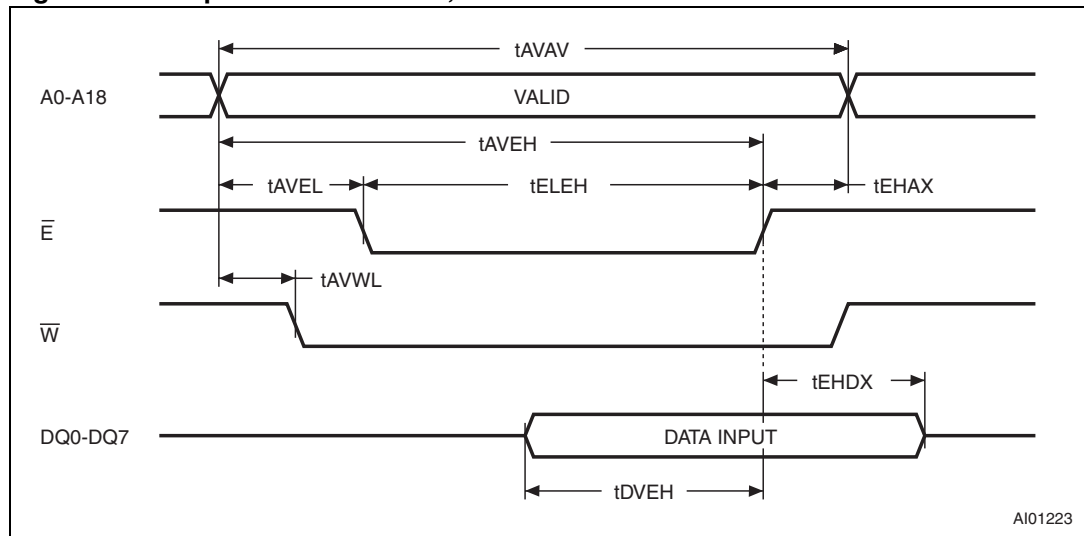 tAVAV
A0-A18
VALID
tAVEH
tAVEL
tELEH
tEHAX
E̅
tAVWL
W̅
tEHDX
DQ0-DQ7
DATA INPUT
tDVEH
AI01223